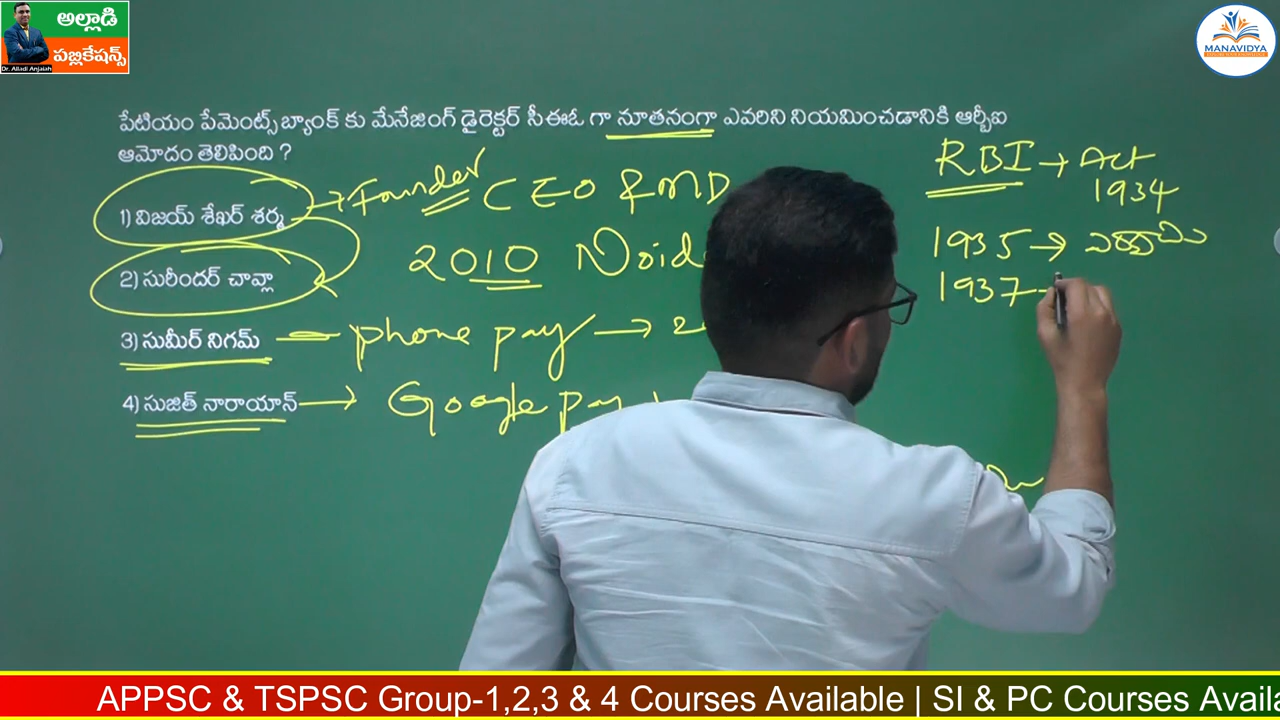 అల్లాడి
పబ్లికేషన్స్
Dr. Alladi Anjaiah
MANAVIDYA
పేటియం పేమెంట్స్ బ్యాంక్ కు మేనేజింగ్ డైరెక్టర్ సీఈఓ గా నూతనంగా ఎవరిని నియమించడానికి ఆర్బీఐ
ఆమోదం తెలిపింది ?
1) విజయ్ శేఖర్ శర్మ → Founder CEO & MD
2) సురీందర్ చావ్లా
2010 Noida
3) సుమీర్ నిగమ్ – phone pay → 2
4) సుజిత్ నారాయాన్ → Google pay
RBI → Act
1934
1935 →
1937 -
APPSC & TSPSC Group-1,2,3 & 4 Courses Available | SI & PC Courses Availa